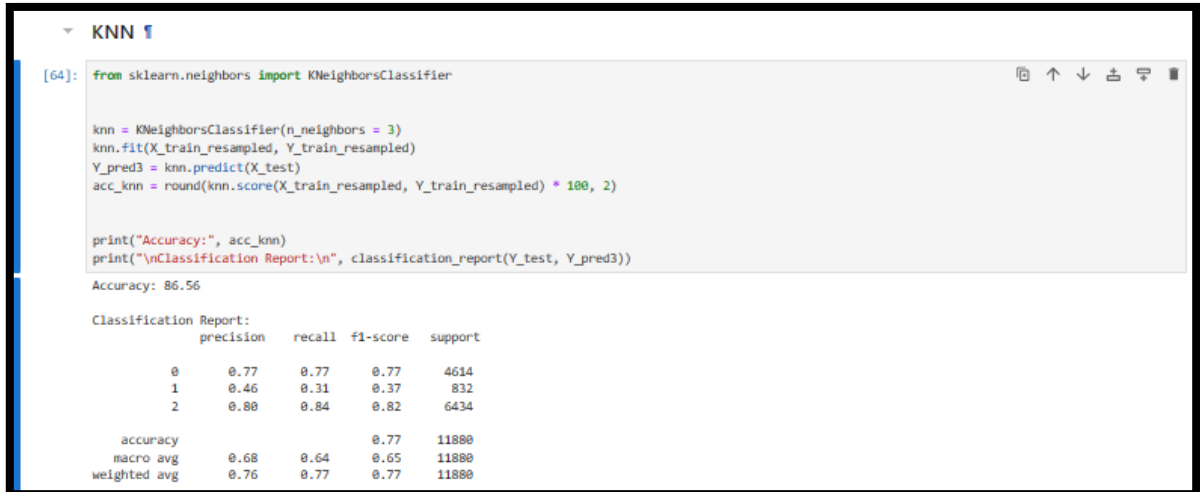 KNN ¶
[64]: from sklearn.neighbors import KNeighborsClassifier
knn = KNeighborsClassifier(n_neighbors = 3)
knn.fit(X_train_resampled, Y_train_resampled)
Y_pred3 = knn.predict(X_test)
acc_knn = round(knn.score(X_train_resampled, Y_train_resampled) * 100, 2)
print("Accuracy:", acc_knn)
print("\nClassification Report:\n", classification_report(Y_test, Y_pred3))
Accuracy: 86.56
Classification Report:
precision recall f1-score support
0 0.77 0.77 0.77 4614
1 0.46 0.31 0.37 832
2 0.80 0.84 0.82 6434
accuracy 0.77 11880
macro avg 0.68 0.64 0.65 11880
weighted avg 0.76 0.77 0.77 11880